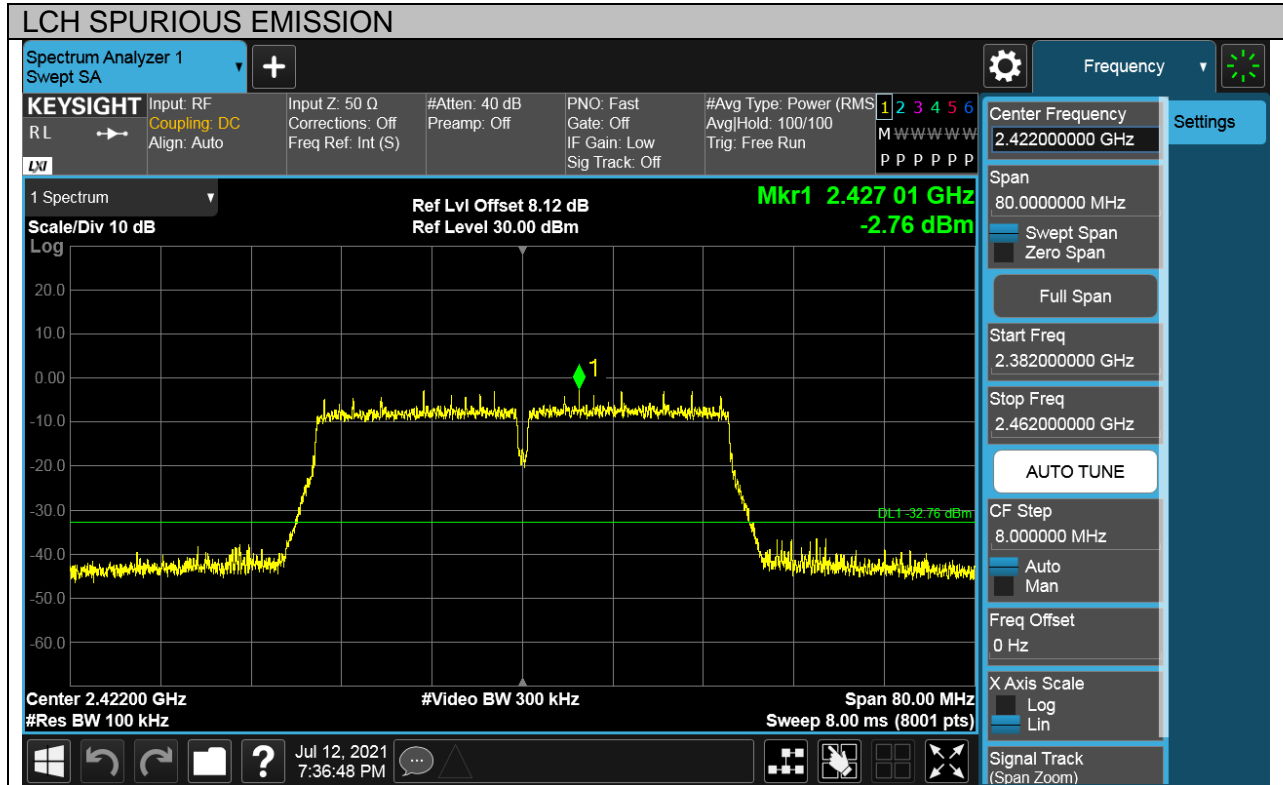 LCH SPURIOUS EMISSION
Spectrum Analyzer 1
Swept SA
Frequency
KEYSIGHT
RL
LXI
Input: RF
Coupling: DC
Align: Auto
Input Z: 50 Ω
Corrections: Off
Freq Ref: Int (S)
#Atten: 40 dB
Preamp: Off
PNO: Fast
Gate: Off
IF Gain: Low
Sig Track: Off
#Avg Type: Power (RMS
Avg|Hold: 100/100
Trig: Free Run
1 2 3 4 5 6
M W W W W W
P P P P P P
Center Frequency
2.422000000 GHz
Settings
Span
80.0000000 MHz
Swept Span
Zero Span
Full Span
Start Freq
2.382000000 GHz
Stop Freq
2.462000000 GHz
AUTO TUNE
CF Step
8.000000 MHz
Auto
Man
Freq Offset
0 Hz
X Axis Scale
Log
Lin
Signal Track
(Span Zoom)
1 Spectrum
Scale/Div 10 dB
Ref Lvl Offset 8.12 dB
Ref Level 30.00 dBm
Mkr1 2.427 01 GHz
-2.76 dBm
Log
20.0
10.0
0.00
-10.0
-20.0
-30.0
-40.0
-50.0
-60.0
1
DL1 -32.76 dBm
Center 2.42200 GHz
#Video BW 300 kHz
Span 80.00 MHz
#Res BW 100 kHz
Sweep 8.00 ms (8001 pts)
?
Jul 12, 2021
7:36:48 PM